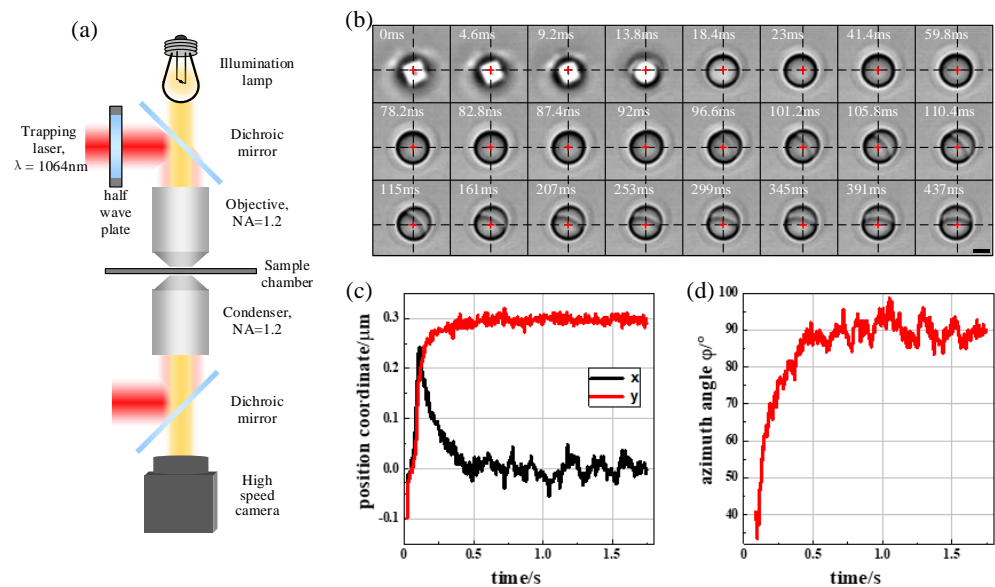 (a)
Illumination
lamp
Trapping
laser,
λ = 1064nm
Dichroic
mirror
half
wave
plate
Objective,
NA=1.2
Sample
chamber
Condenser,
NA=1.2
Dichroic
mirror
High
speed
camera
(b)
0ms 4.6ms 9.2ms 13.8ms 18.4ms 23ms 41.4ms 59.8ms
78.2ms 82.8ms 87.4ms 92ms 96.6ms 101.2ms 105.8ms 110.4ms
115ms 161ms 207ms 253ms 299ms 345ms 391ms 437ms
(c)
position coordinate/μm
0.3
0.2
0.1
0.0
-0.1
x
y
0 0.5 1.0 1.5
time/s
(d)
azimuth angle φ/°
100
90
80
70
60
50
40
0 0.5 1.0 1.5
time/s